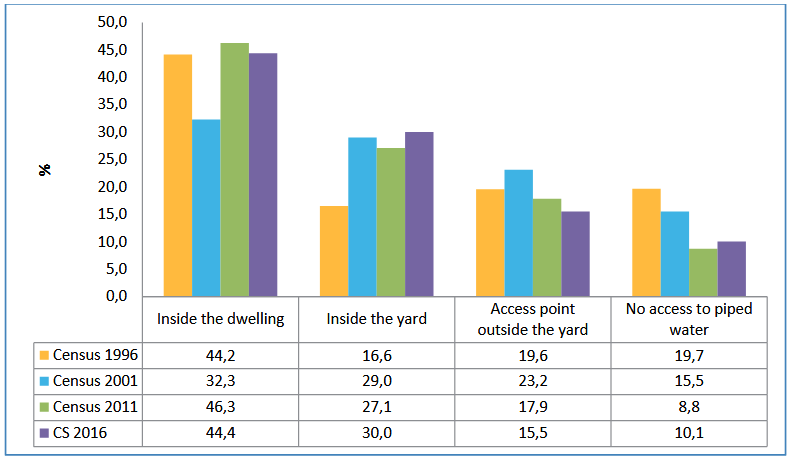 50,0
45,0
40,0
35,0
30,0
25,0
20,0
15,0
10,0
5,0
0,0
%
Inside the dwelling Inside the yard Access point outside the yard No access to piped water
Census 1996 44,2 16,6 19,6 19,7
Census 2001 32,3 29,0 23,2 15,5
Census 2011 46,3 27,1 17,9 8,8
CS 2016 44,4 30,0 15,5 10,1